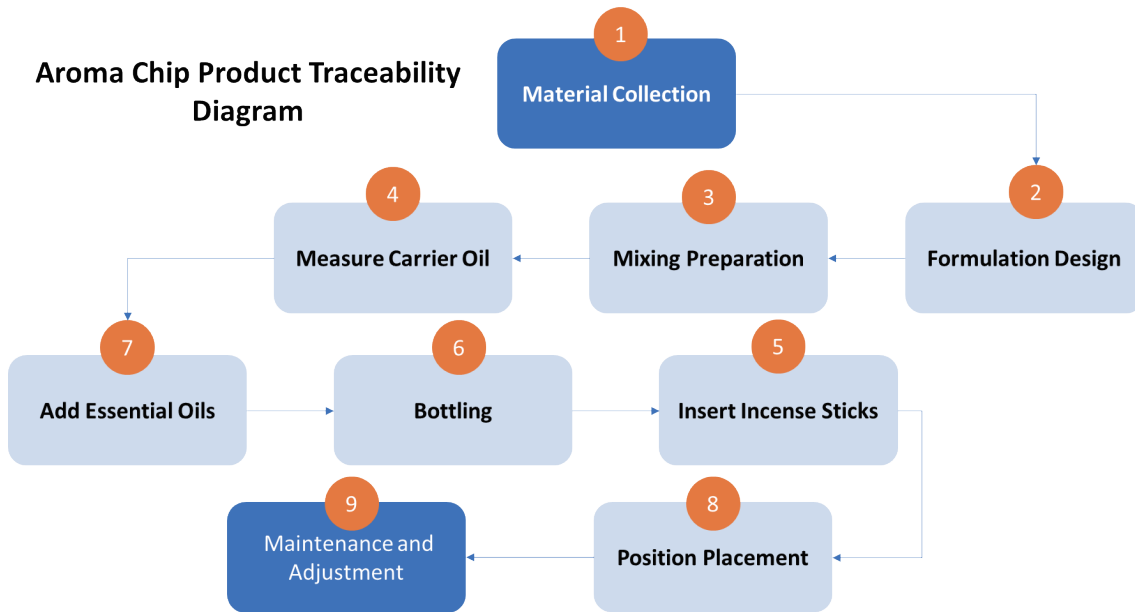 Aroma Chip Product Traceability
Diagram
1
Material Collection
2
Formulation Design
3
Mixing Preparation
4
Measure Carrier Oil
7
Add Essential Oils
6
Bottling
5
Insert Incense Sticks
8
Position Placement
9
Maintenance and
Adjustment